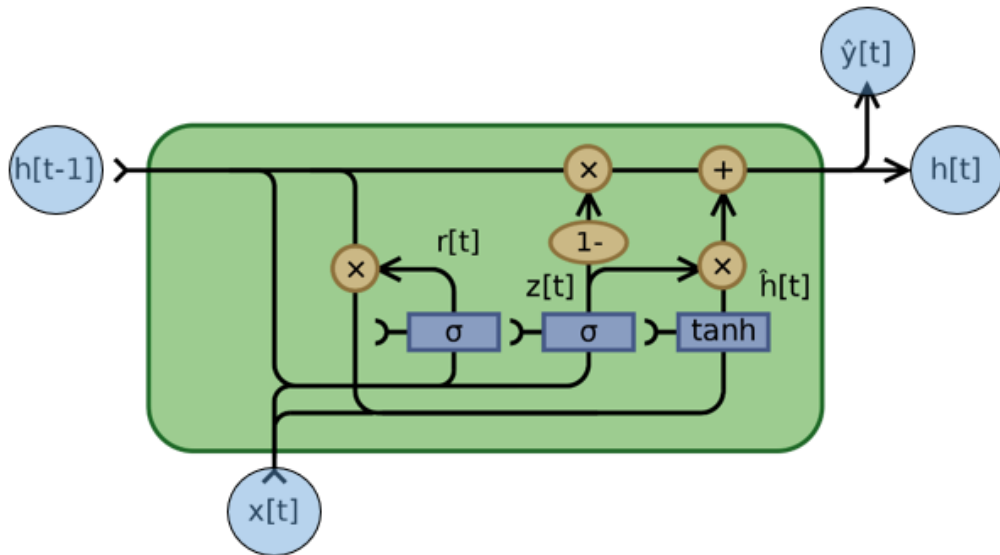 ŷ[t]
h[t-1]
×
+
h[t]
r[t]
1-
×
×
z[t]
ĥ[t]
σ
σ
tanh
x[t]